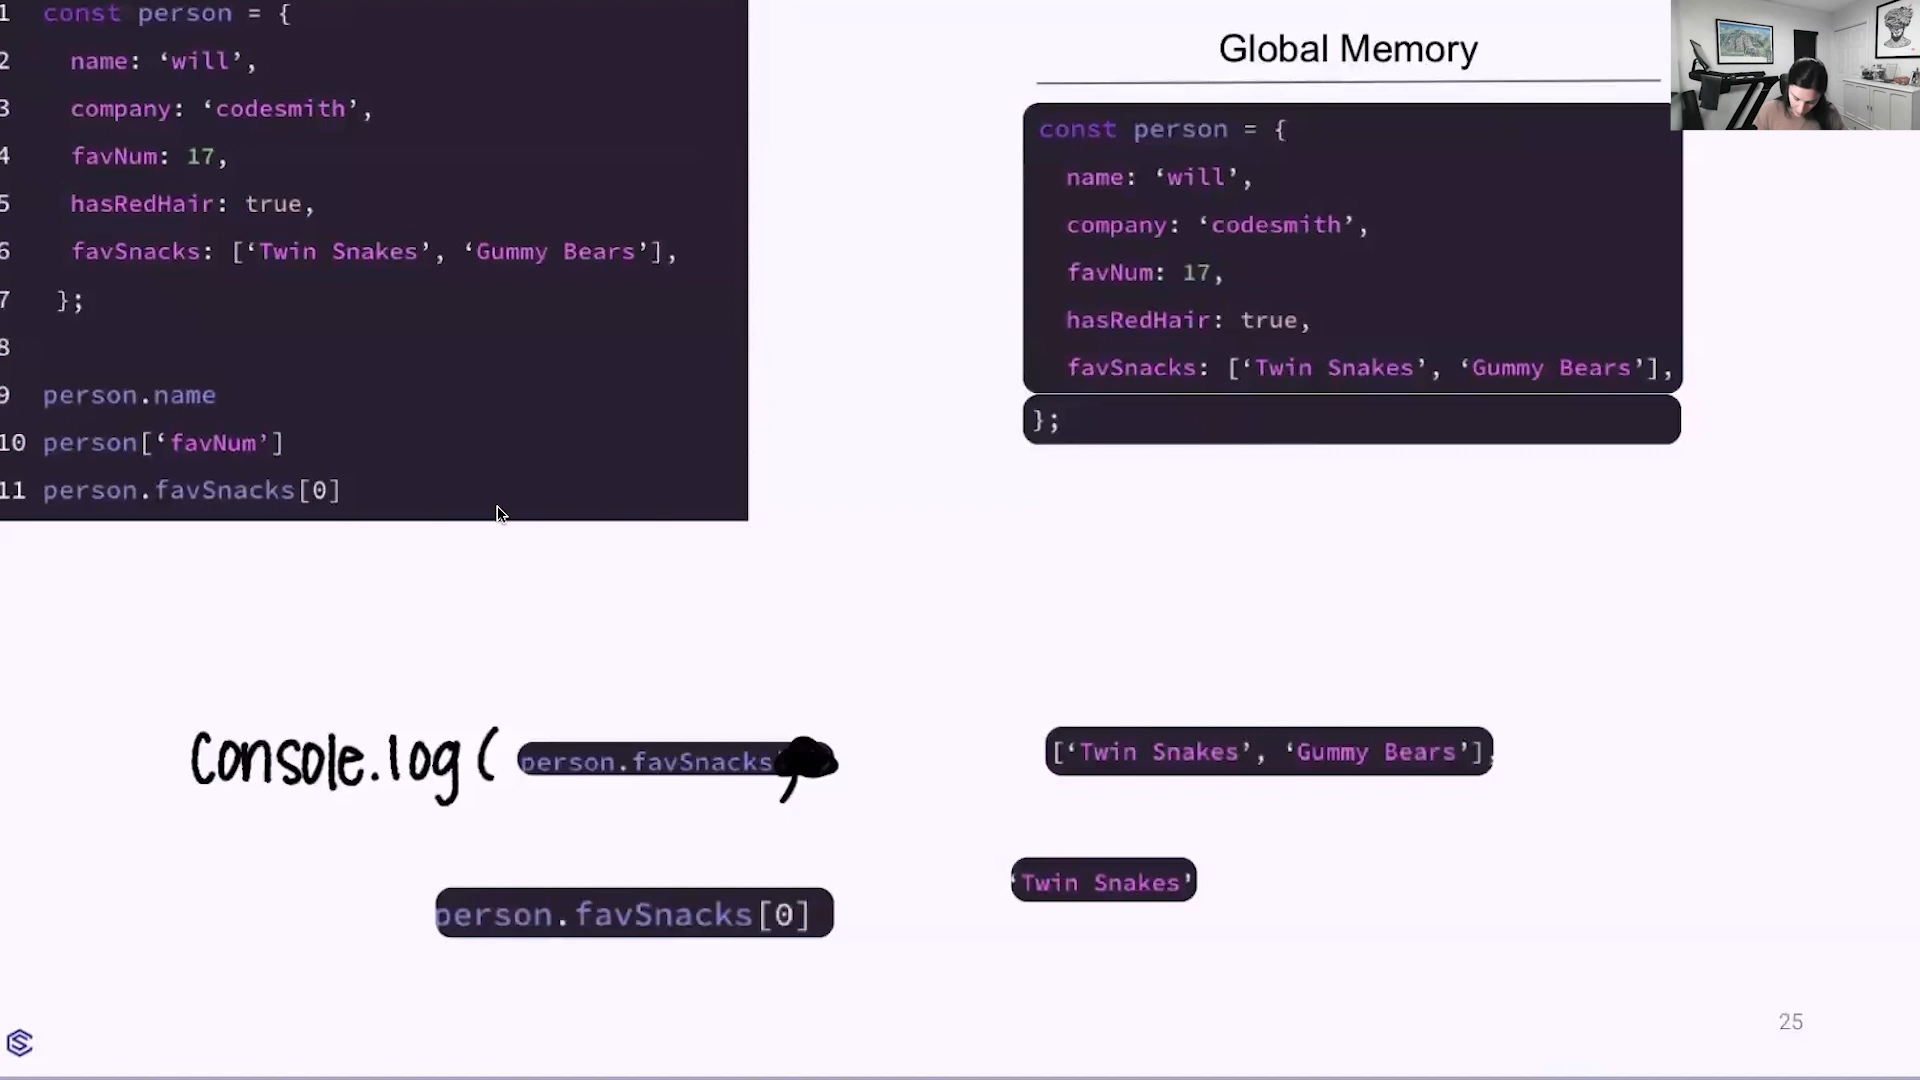 1 const person = {
2 name: ‘will’,
3 company: ‘codesmith’,
4 favNum: 17,
5 hasRedHair: true,
6 favSnacks: [‘Twin Snakes’, ‘Gummy Bears’],
7 };
8
9 person.name
10 person[‘favNum’]
11 person.favSnacks[0]
Global Memory
const person = {
name: ‘will’,
company: ‘codesmith’,
favNum: 17,
hasRedHair: true,
favSnacks: [‘Twin Snakes’, ‘Gummy Bears’],
};
Console.log( person.favSnacks
[‘Twin Snakes’, ‘Gummy Bears’],
person.favSnacks[0]
‘Twin Snakes’
25